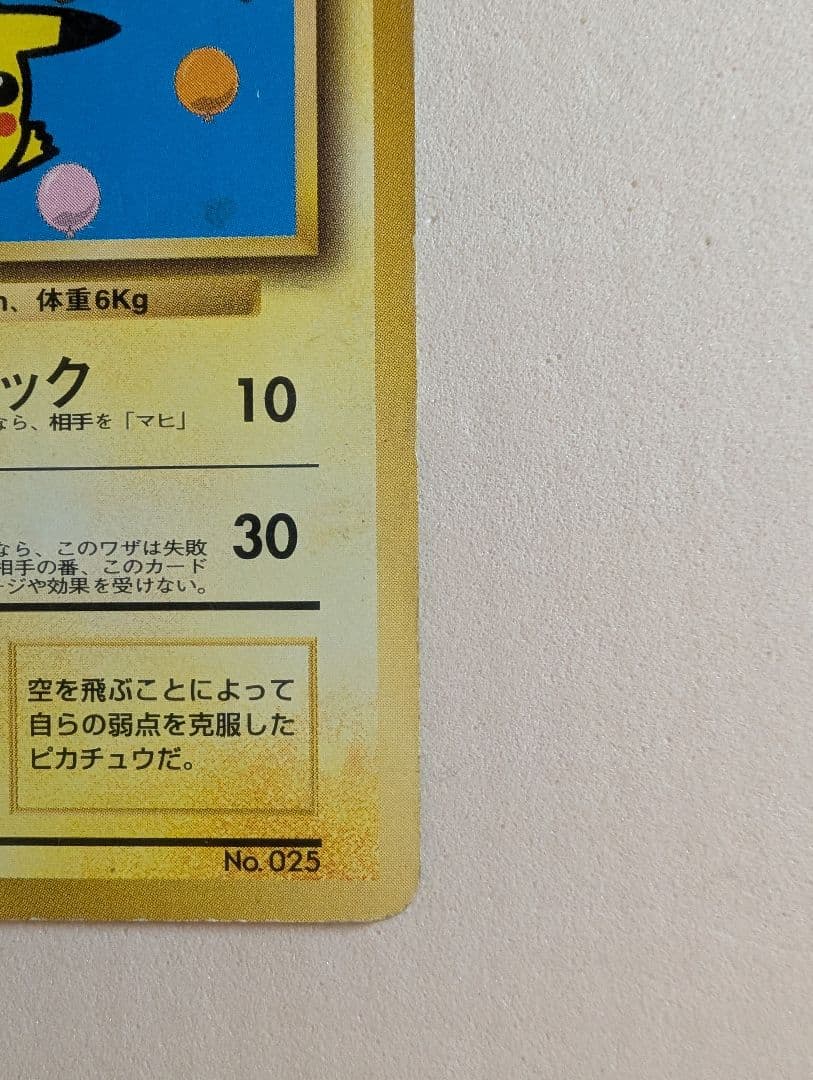 、体重6Kg
ック 10
なら、相手を「マヒ」
30
なら、このワザは失敗
相手の番、このカード
ージや効果を受けない。
空を飛ぶことによって
自らの弱点を克服した
ピカチュウだ。
No. 025